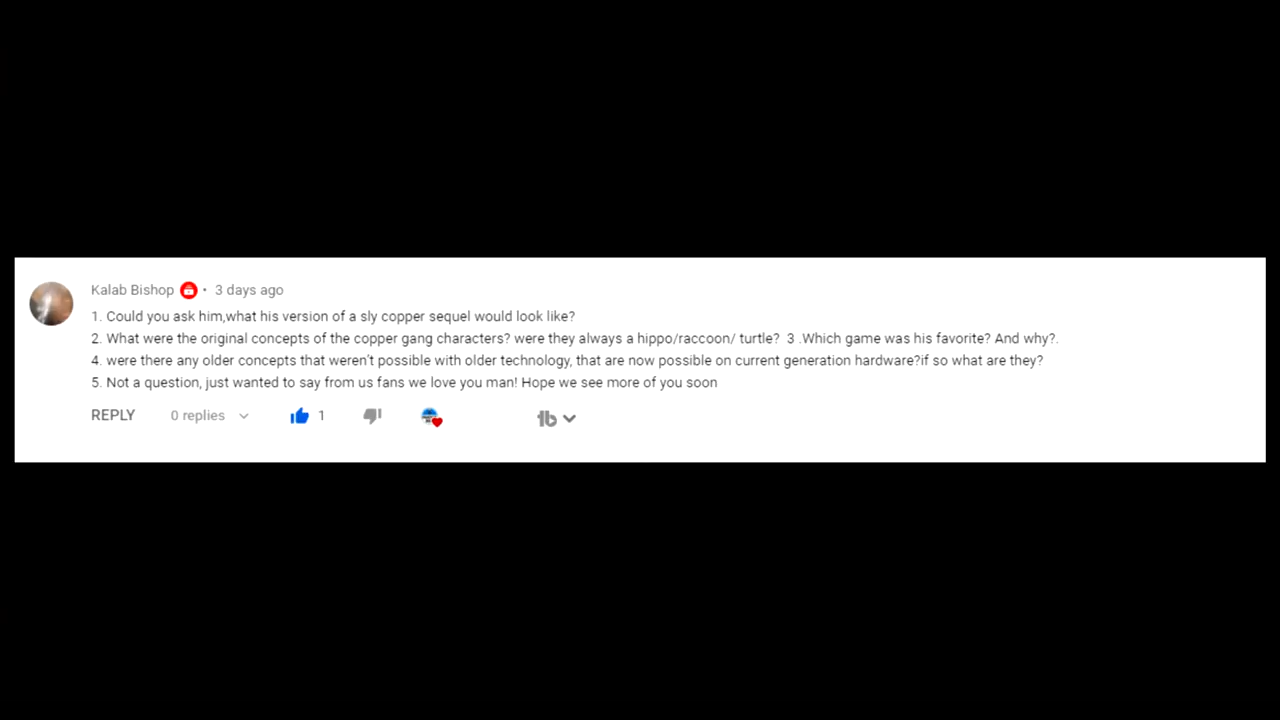 Kalab Bishop • 3 days ago
1. Could you ask him,what his version of a sly copper sequel would look like?
2. What were the original concepts of the copper gang characters? were they always a hippo/raccoon/ turtle?  3 .Which game was his favorite? And why?.
4. were there any older concepts that weren't possible with older technology, that are now possible on current generation hardware?if so what are they?
5. Not a question, just wanted to say from us fans we love you man! Hope we see more of you soon
REPLY 0 replies 1